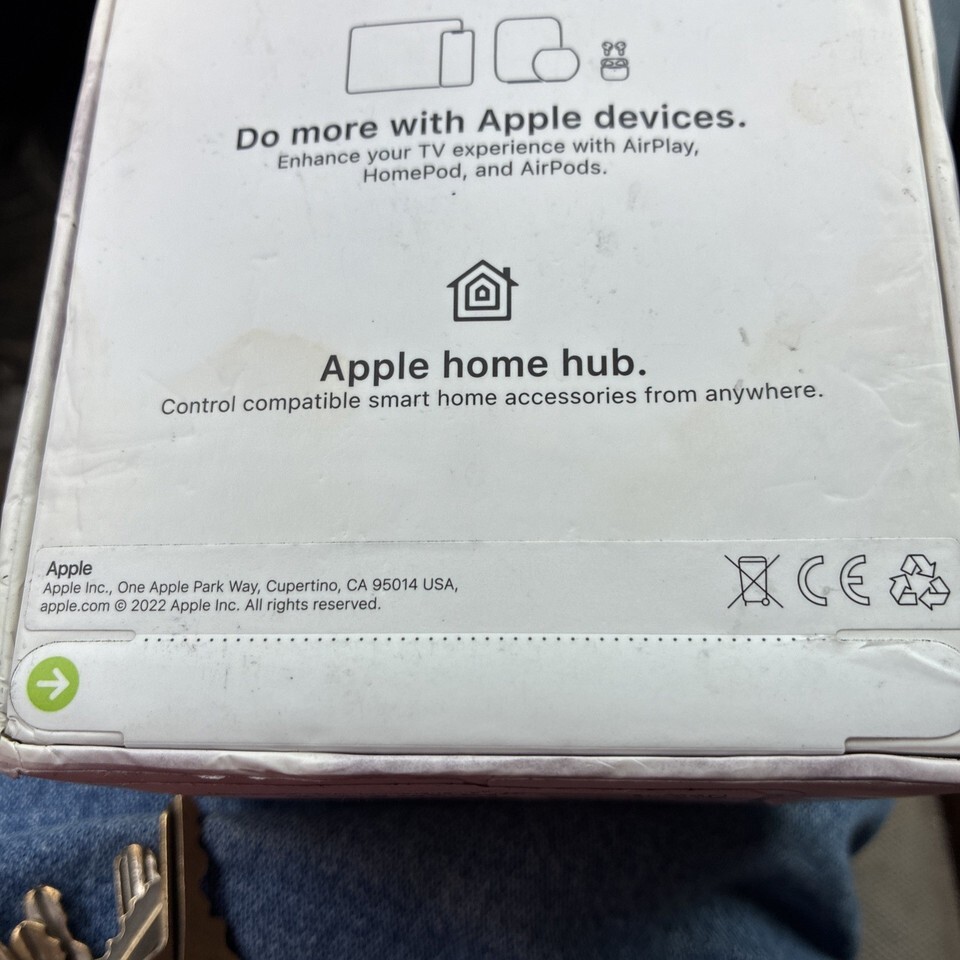 Do more with Apple devices.
Enhance your TV experience with AirPlay,
HomePod, and AirPods.
Apple home hub.
Control compatible smart home accessories from anywhere.
Apple
Apple Inc., One Apple Park Way, Cupertino, CA 95014 USA,
apple.com © 2022 Apple Inc. All rights reserved.
CE